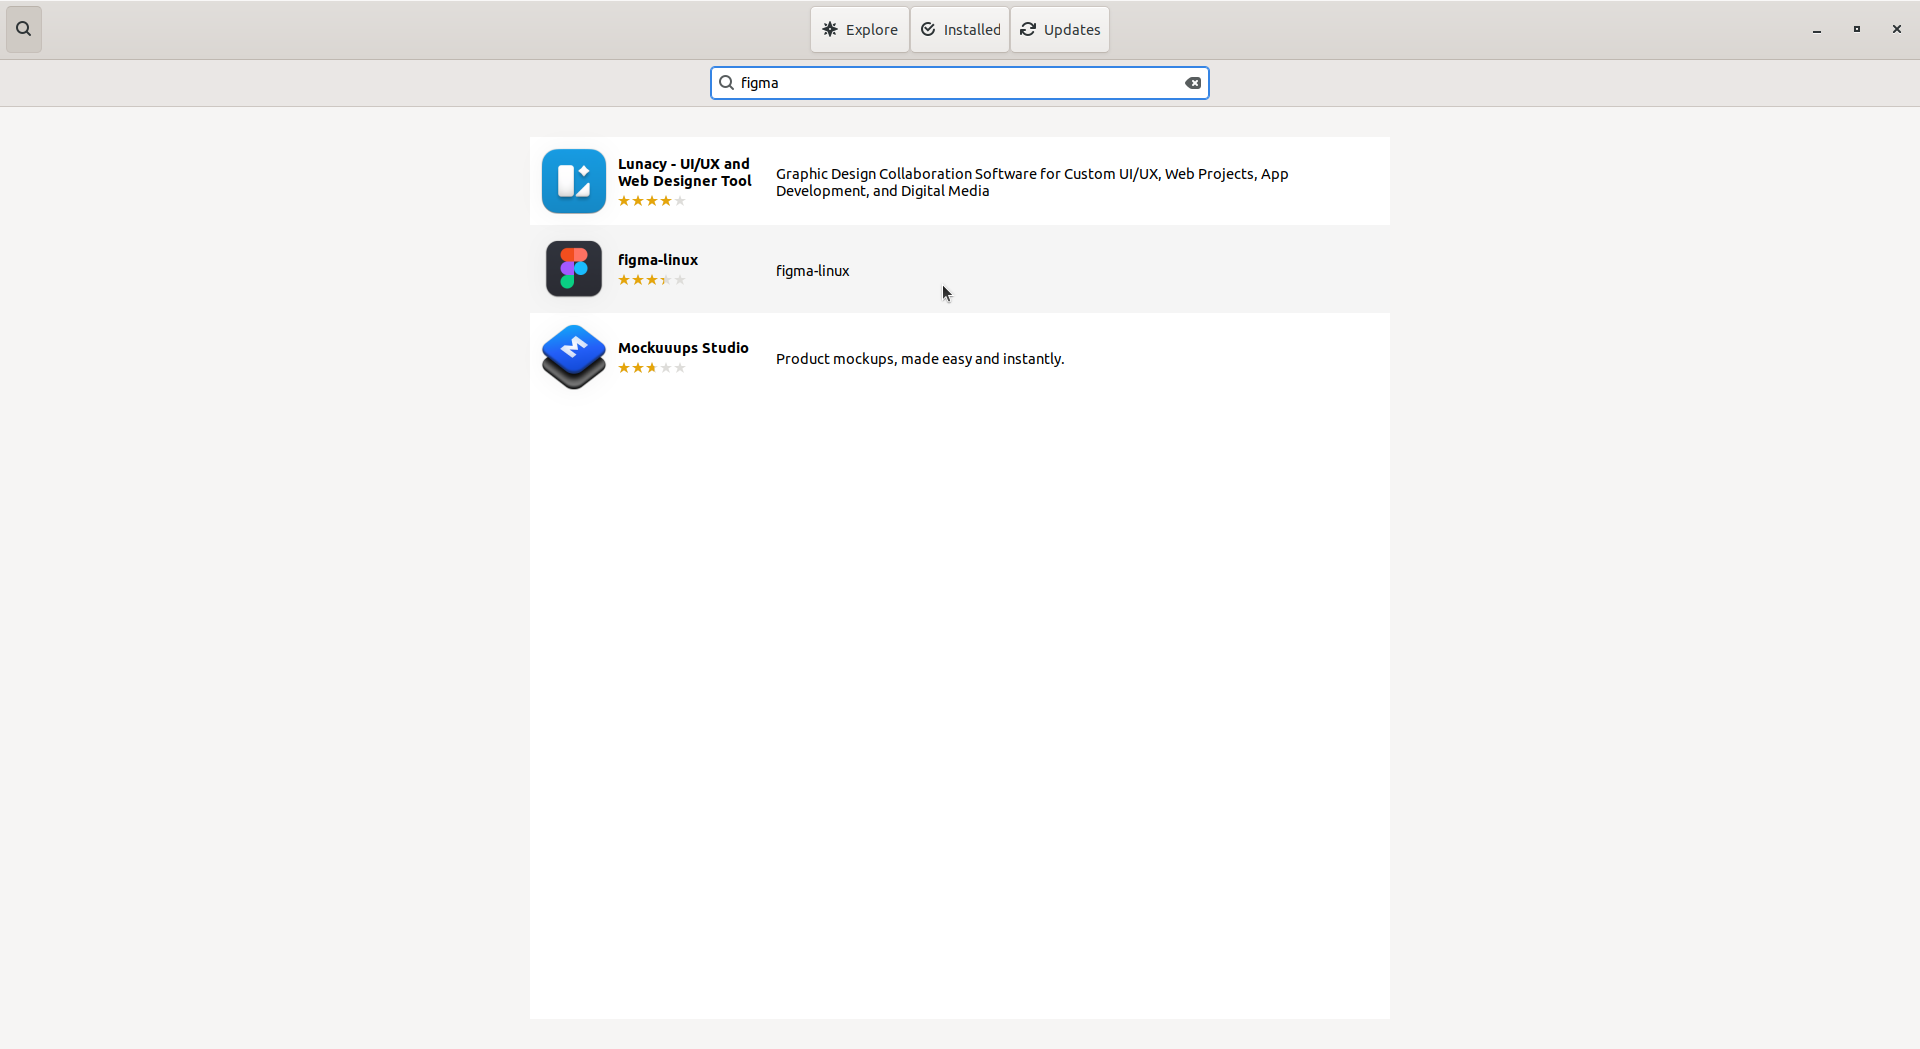 Explore Installed Updates
figma
Lunacy - UI/UX and
Web Designer Tool
Graphic Design Collaboration Software for Custom UI/UX, Web Projects, App
Development, and Digital Media
figma-linux
figma-linux
Mockuuups Studio
Product mockups, made easy and instantly.